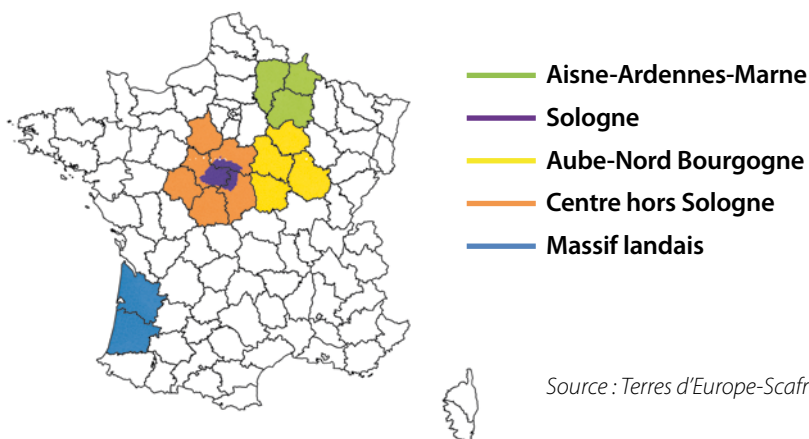 Aisne-Ardennes-Marne
Sologne
Aube-Nord Bourgogne
Centre hors Sologne
Massif landais
Source : Terres d'Europe-Scafr